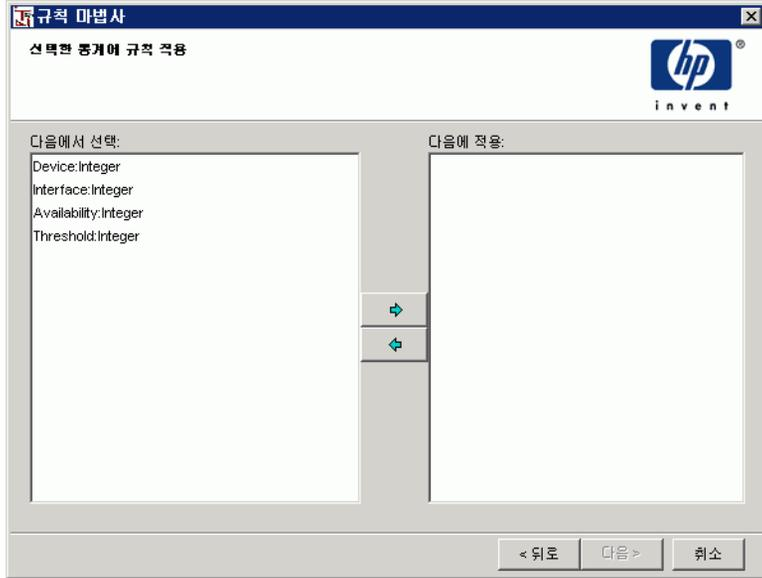 규칙 마법사
선택한 통계에 규칙 적용
hp ®
invent
다음에서 선택:
다음에 적용:
Device:Integer
Interface:Integer
Availability:Integer
Threshold:Integer
< 뒤로
다음 >
취소